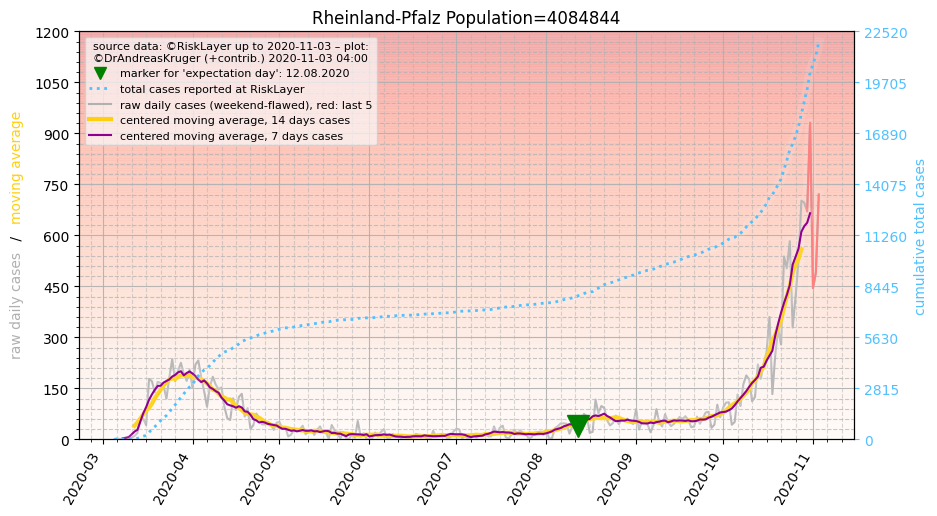 Rheinland-Pfalz Population=4084844
source data: ©RiskLayer up to 2020-11-03 – plot:
©DrAndreasKruger (+contrib.) 2020-11-03 04:00
marker for 'expectation day': 12.08.2020
total cases reported at RiskLayer
raw daily cases (weekend-flawed), red: last 5
centered moving average, 14 days cases
centered moving average, 7 days cases
raw daily cases / moving average
1200
1050
900
750
600
450
300
150
0
22520
19705
16890
14075
11260
8445
5630
2815
0
cumulative total cases
2020-03
2020-04
2020-05
2020-06
2020-07
2020-08
2020-09
2020-10
2020-11